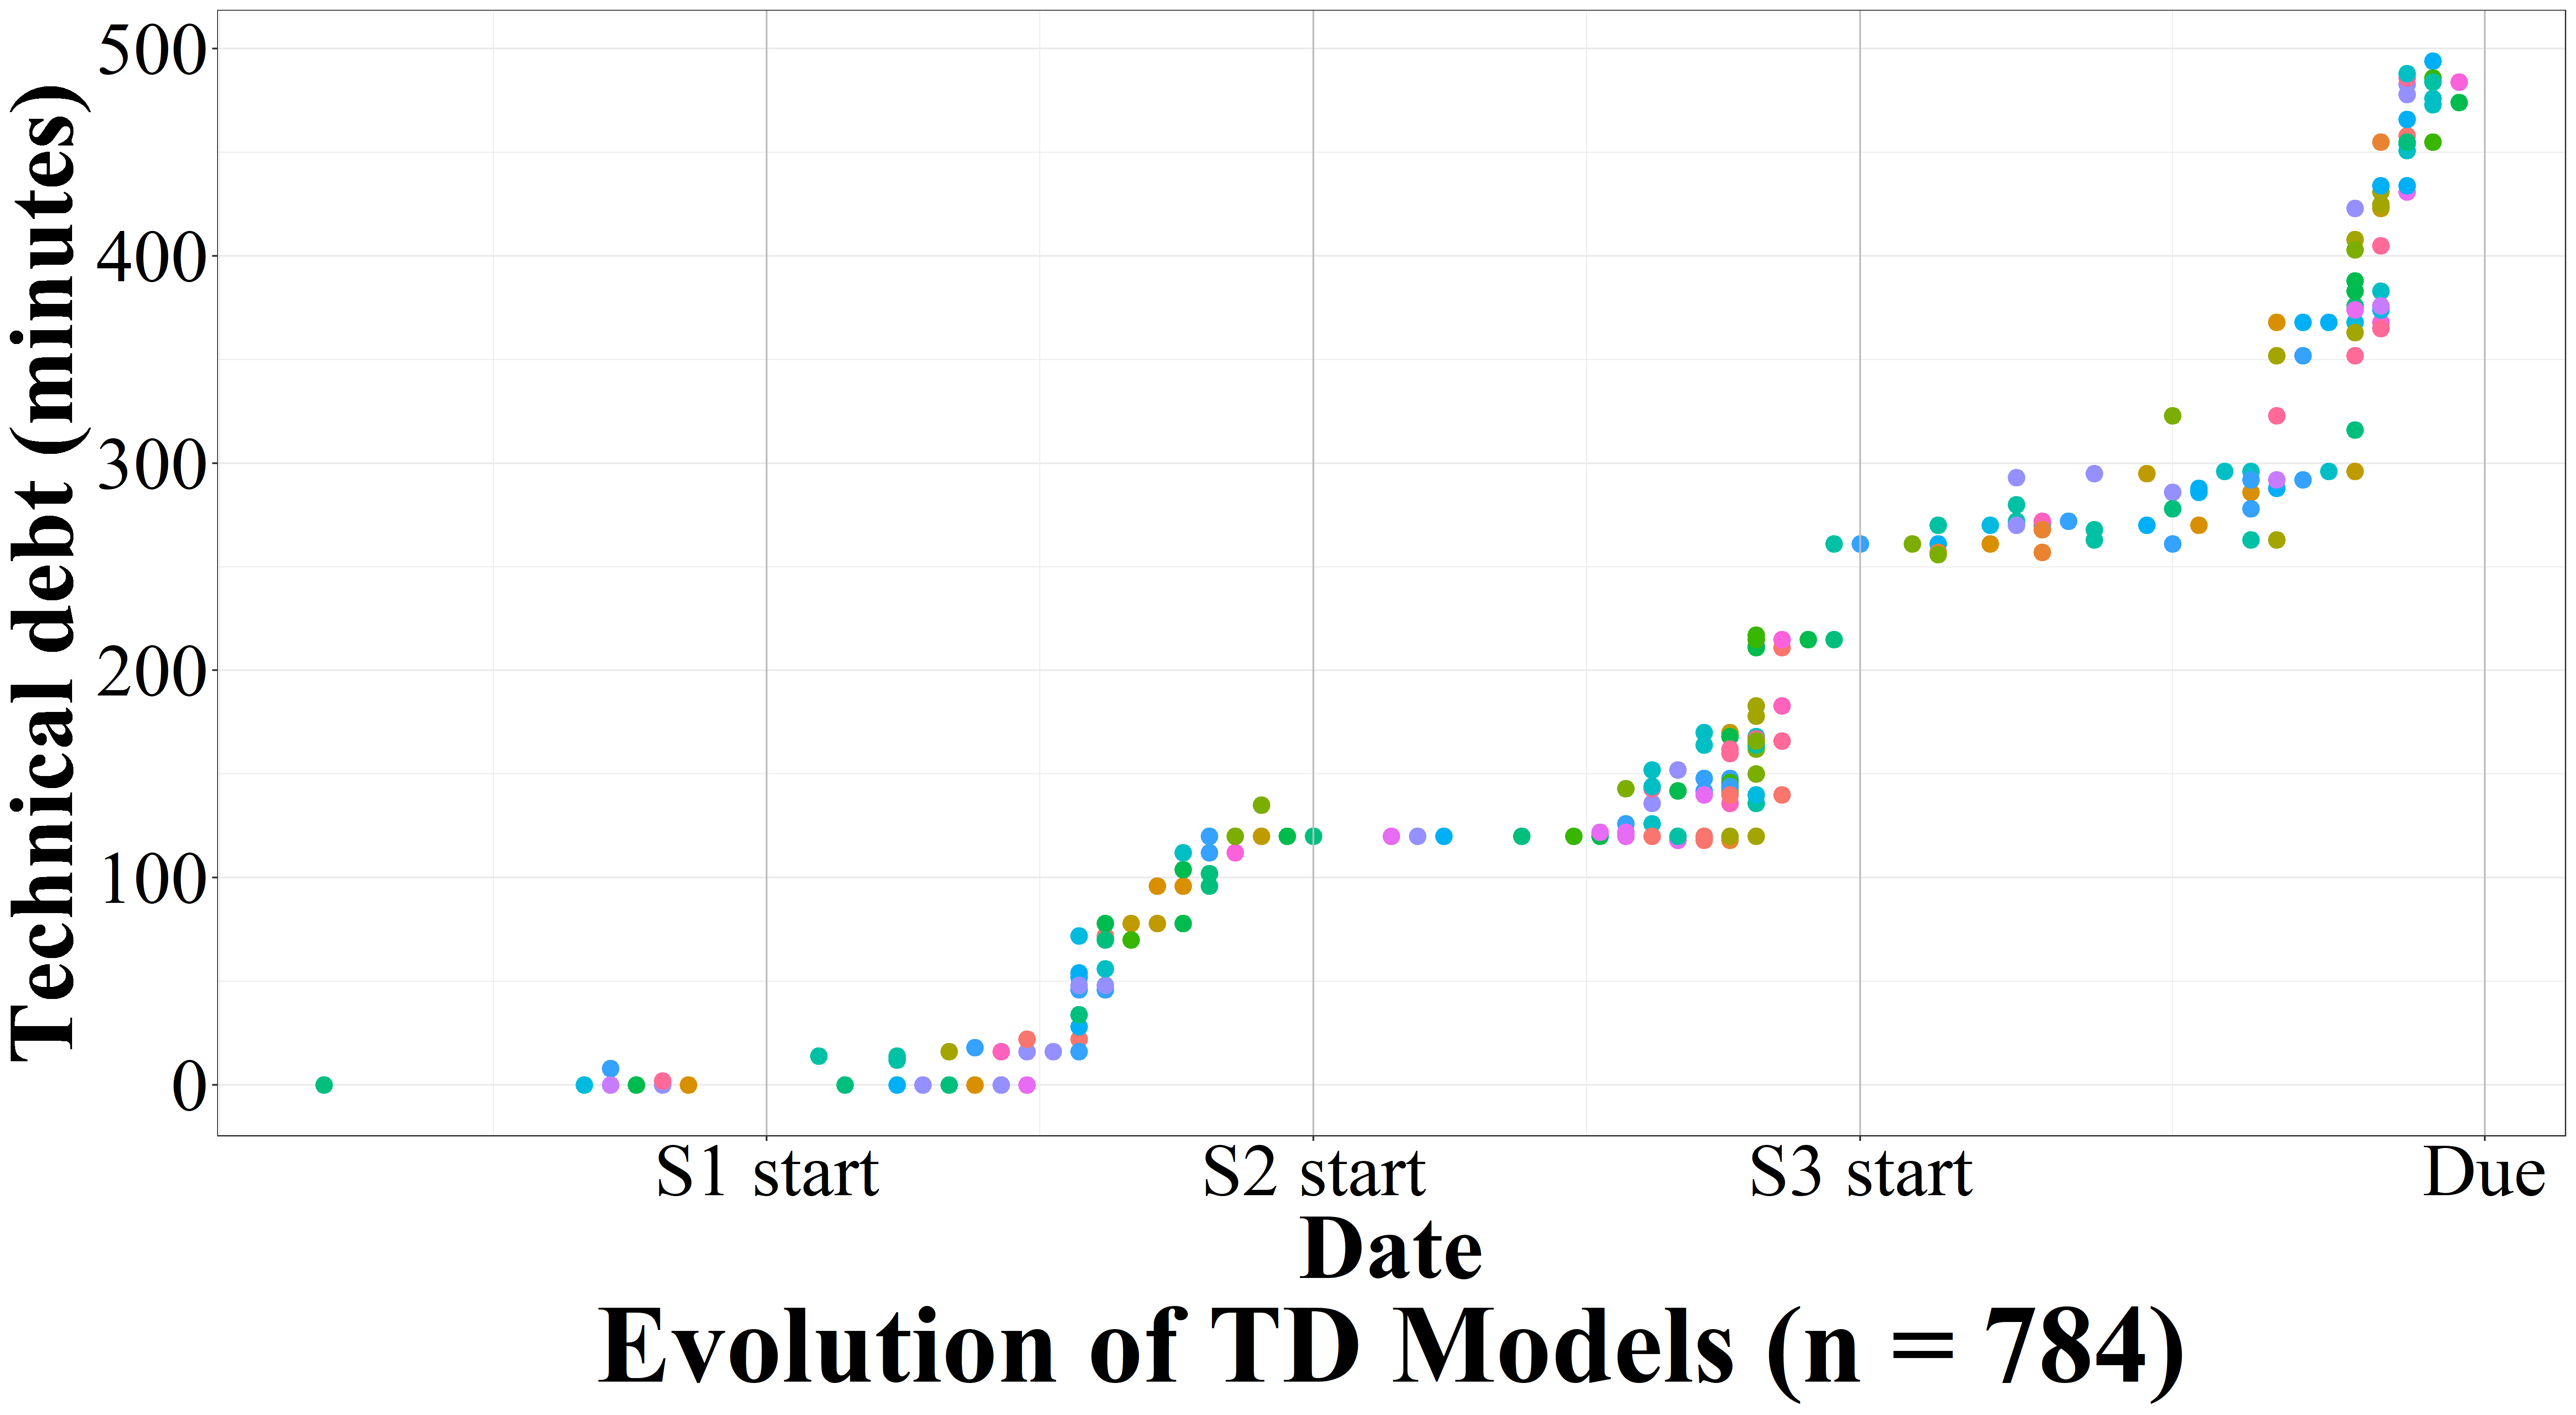 Technical debt (minutes)
500
400
300
200
100
0
S1 start
S2 start
S3 start
Due
Date
Evolution of TD Models (n = 784)